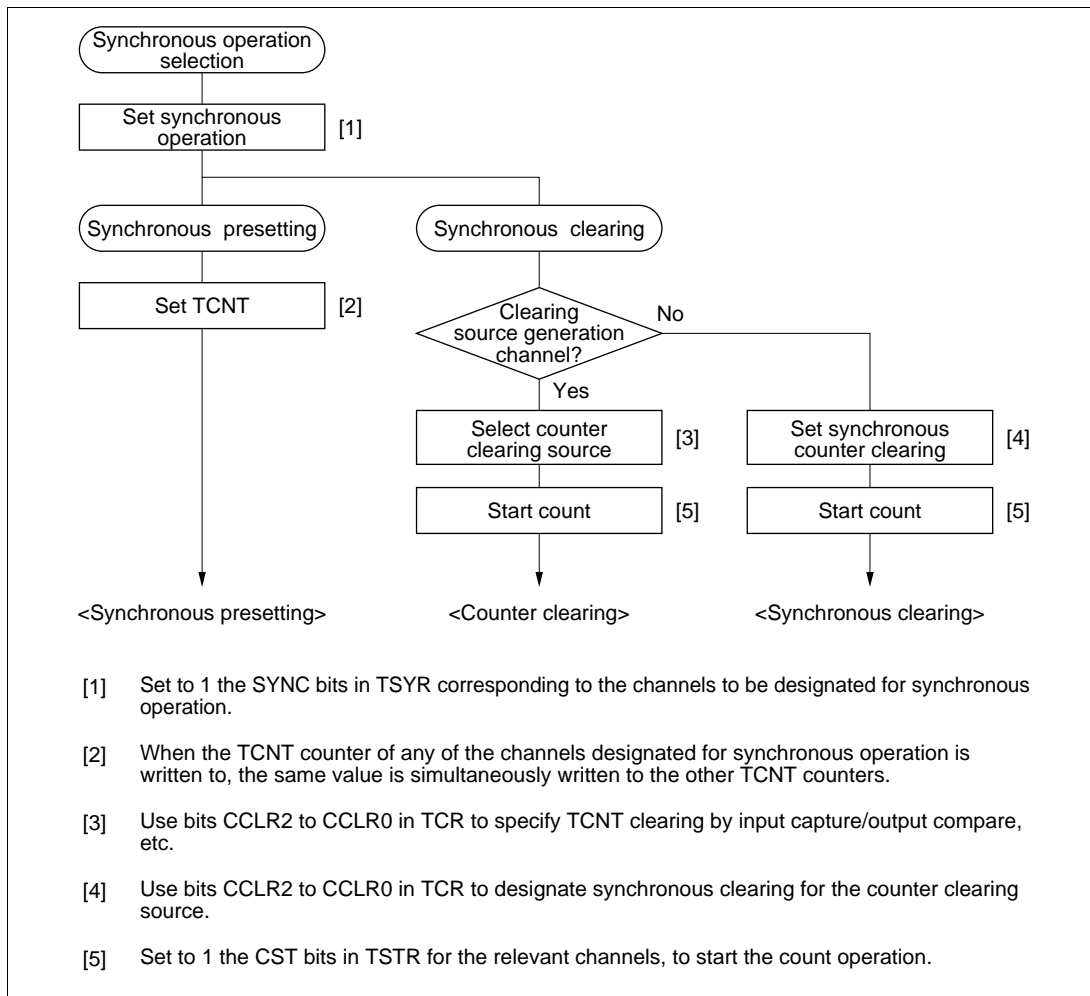 Synchronous operation
selection
Set synchronous
operation
[1]
Synchronous presetting
Synchronous clearing
Set TCNT
[2]
Clearing
source generation
channel?
No
Yes
Select counter
clearing source
[3]
Set synchronous
counter clearing
[4]
Start count
[5]
Start count
[5]
<Synchronous presetting>
<Counter clearing>
<Synchronous clearing>
[1] Set to 1 the SYNC bits in TSYR corresponding to the channels to be designated for synchronous
operation.
[2] When the TCNT counter of any of the channels designated for synchronous operation is
written to, the same value is simultaneously written to the other TCNT counters.
[3] Use bits CCLR2 to CCLR0 in TCR to specify TCNT clearing by input capture/output compare,
etc.
[4] Use bits CCLR2 to CCLR0 in TCR to designate synchronous clearing for the counter clearing
source.
[5] Set to 1 the CST bits in TSTR for the relevant channels, to start the count operation.